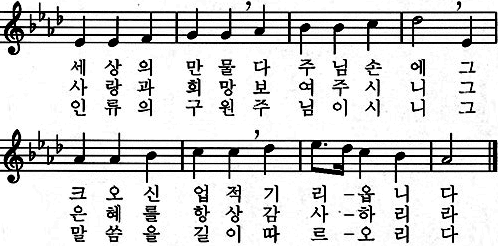 세 상 의 만 물 다 주 님 손 에 그
사 랑 과 희 망 보 여 주 시 니 그
인 류 의 구 원 주 님 이 시 니 그
크 오 신 업 적 기 리 - 옵 니 다
은 혜 를 항 상 감 사 - 하 리 라
말 씀 을 길 이 따 르 - 오 리 다